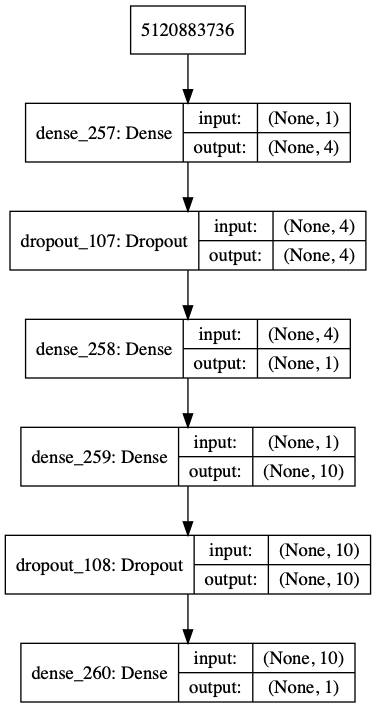 5120883736
dense_257: Dense
input: (None, 1)
output: (None, 4)
dropout_107: Dropout
input: (None, 4)
output: (None, 4)
dense_258: Dense
input: (None, 4)
output: (None, 1)
dense_259: Dense
input: (None, 1)
output: (None, 10)
dropout_108: Dropout
input: (None, 10)
output: (None, 10)
dense_260: Dense
input: (None, 10)
output: (None, 1)